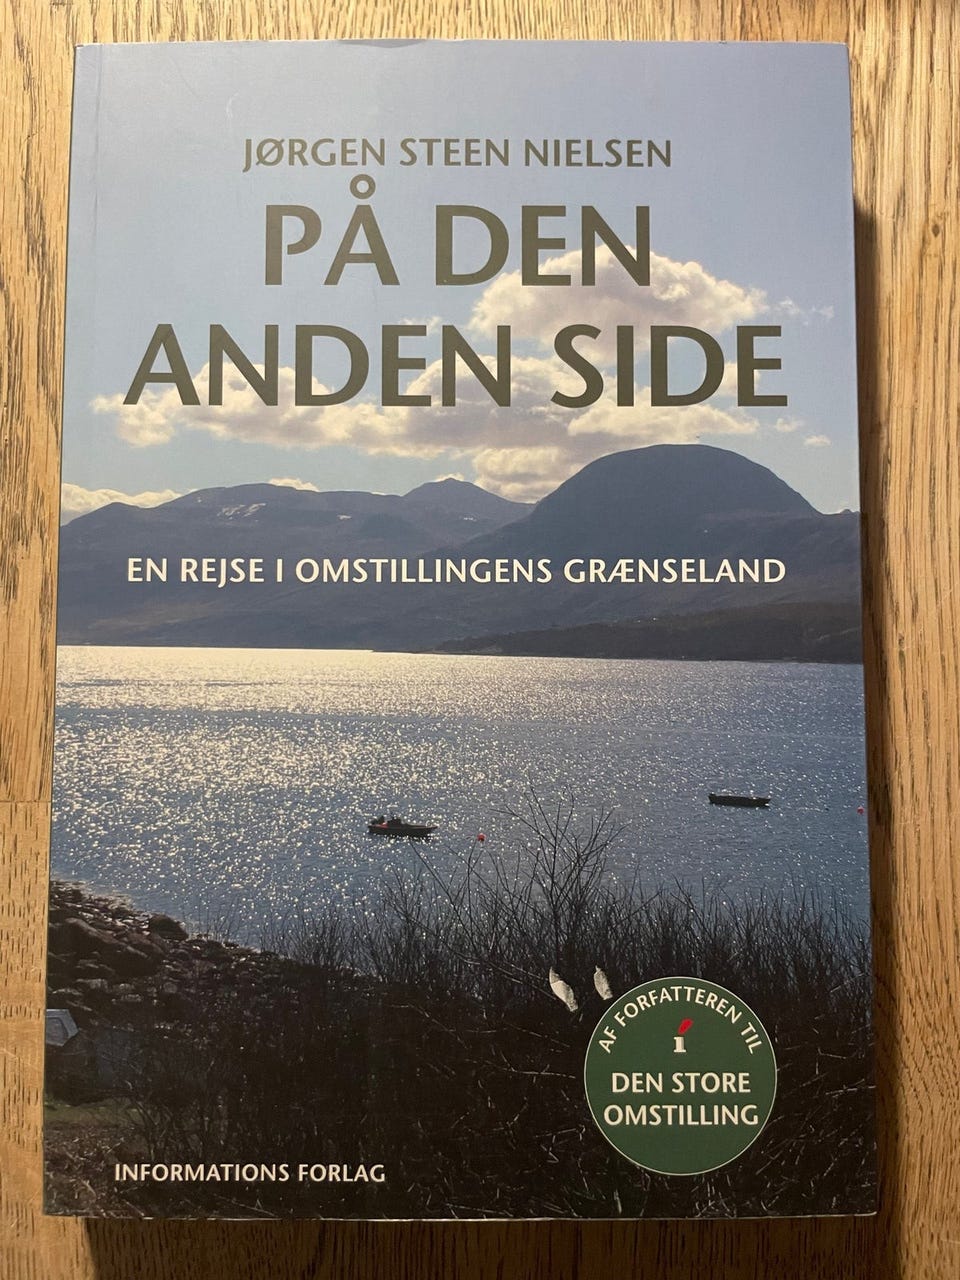 JØRGEN STEEN NIELSEN
PÅ DEN
ANDEN SIDE
EN REJSE I OMSTILLINGENS GRÆNSELAND
AF FORFATTEREN TIL
i
DEN STORE
OMSTILLING
INFORMATIONS FORLAG